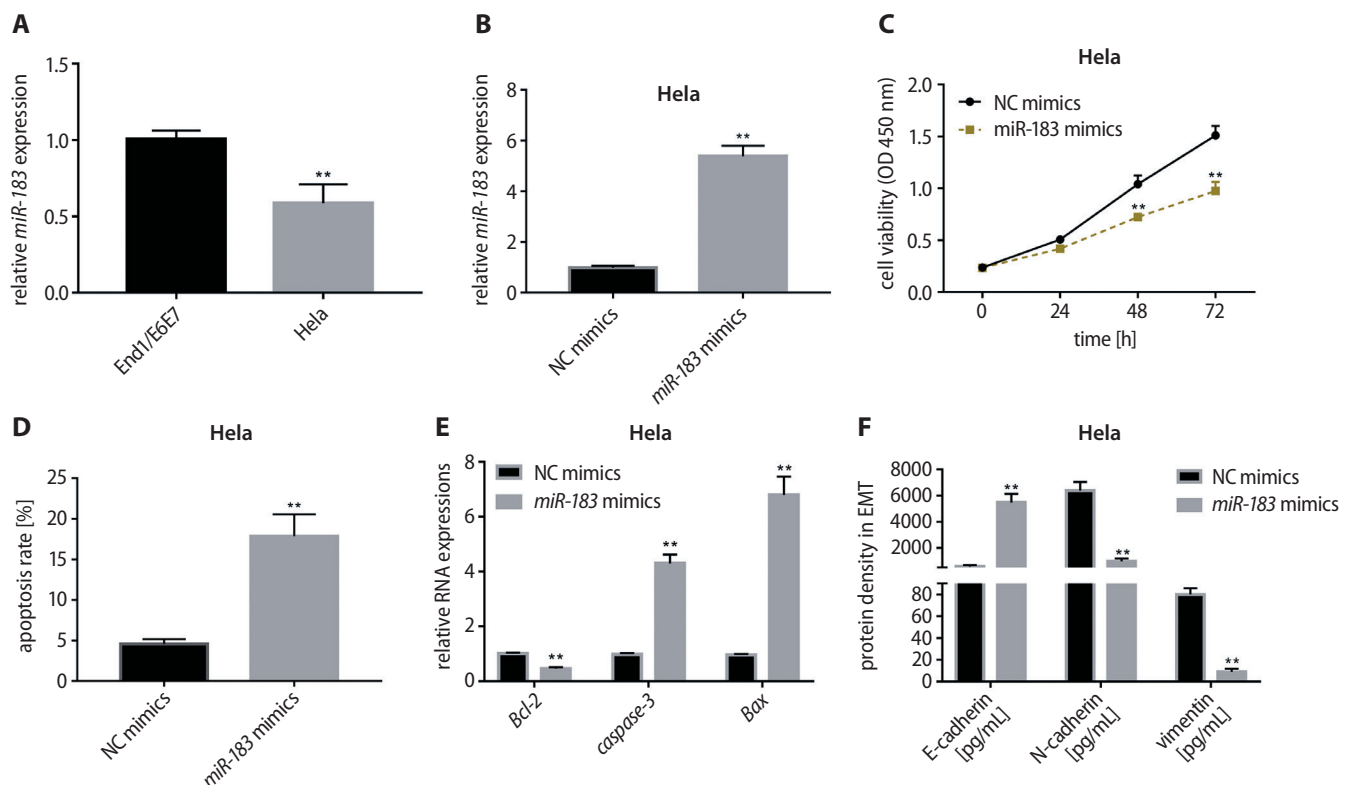 A
relative miR-183 expression
1.5
1.0
0.5
0.0
**
End1/E6E7
Hela
B
Hela
relative miR-183 expression
8
6
4
2
0
**
NC mimics
miR-183 mimics
C
Hela
cell viability (OD 450 nm)
2.0
1.5
1.0
0.5
0.0
NC mimics
miR-183 mimics
**
**
0
24
48
72
time [h]
D
Hela
apoptosis rate [%]
25
20
15
10
5
0
**
NC mimics
miR-183 mimics
E
Hela
relative RNA expressions
8
6
4
2
0
NC mimics
miR-183 mimics
**
**
**
Bcl-2
caspase-3
Bax
F
Hela
protein density in EMT
8000
6000
4000
2000
80
60
40
20
0
NC mimics
miR-183 mimics
**
**
**
E-cadherin
[pg/mL]
N-cadherin
[pg/mL]
vimentin
[pg/mL]